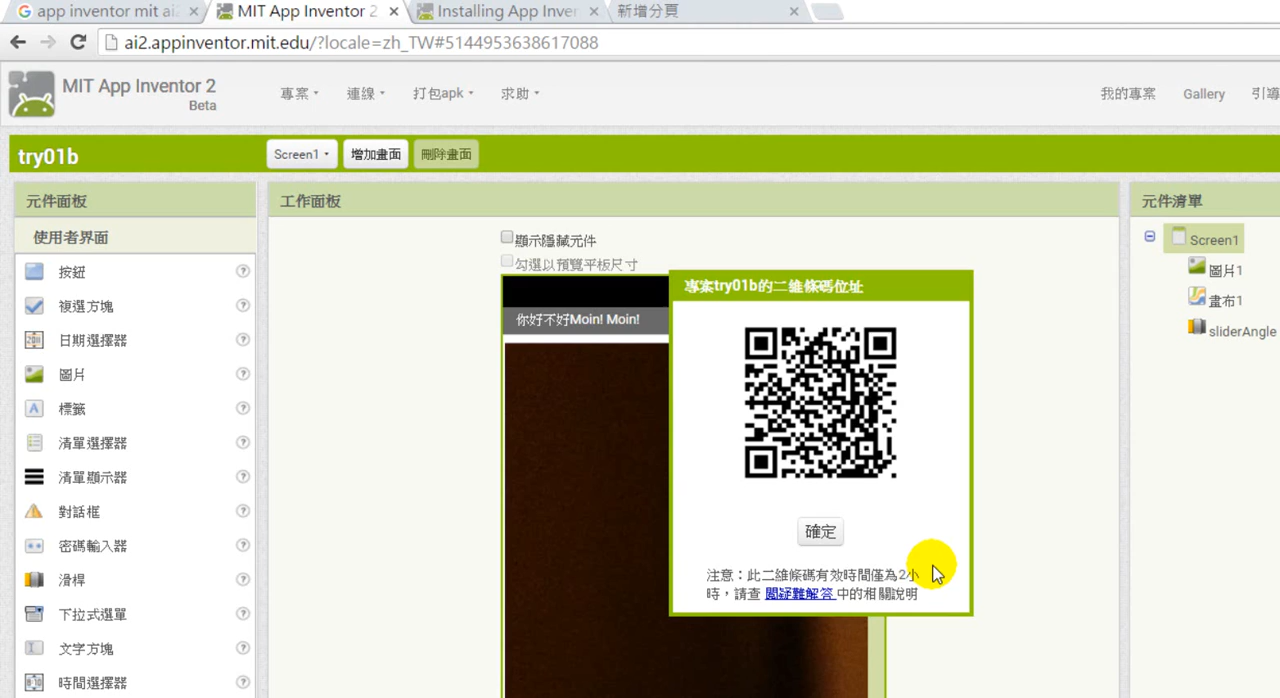 app inventor mit ai2
MIT App Inventor 2
Installing App Inver
新增分頁
ai2.appinventor.mit.edu/?locale=zh_TW#5144953638617088
MIT App Inventor 2
Beta
專案
連線
打包apk
求助
我的專案
Gallery
引導
try01b
Screen1
增加畫面
刪除畫面
元件面板
工作面板
元件清單
使用者界面
顯示隱藏元件
勾選以預覽平板尺寸
按鈕
複選方塊
日期選擇器
圖片
標籤
清單選擇器
清單顯示器
對話框
密碼輸入器
滑桿
下拉式選單
文字方塊
時間選擇器
你好不好Moin! Moin!
專案try01b的二維條碼位址
確定
注意：此二維條碼有效時間僅為2小
時，請查 閱疑難解答 中的相關說明
Screen1
圖片1
畫布1
sliderAngle